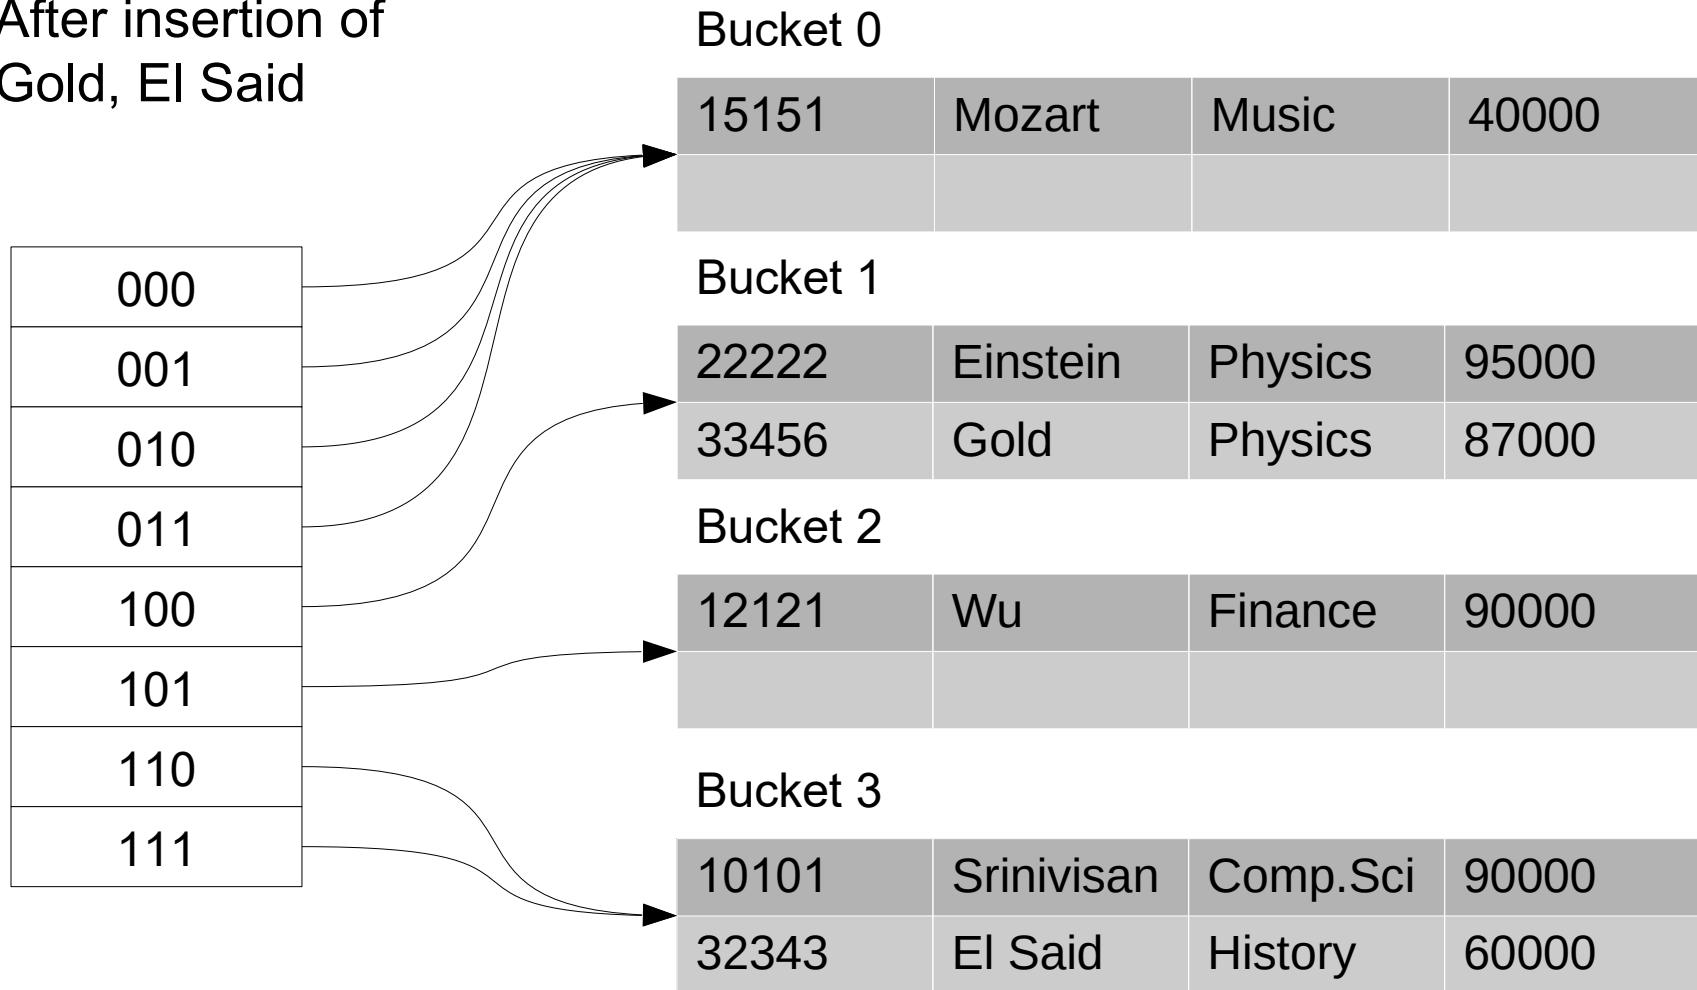 After insertion of
Gold, El Said
000
001
010
011
100
101
110
111
Bucket 0
15151 Mozart Music 40000
Bucket 1
22222 Einstein Physics 95000
33456 Gold Physics 87000
Bucket 2
12121 Wu Finance 90000
Bucket 3
10101 Srinivisan Comp.Sci 90000
32343 El Said History 60000